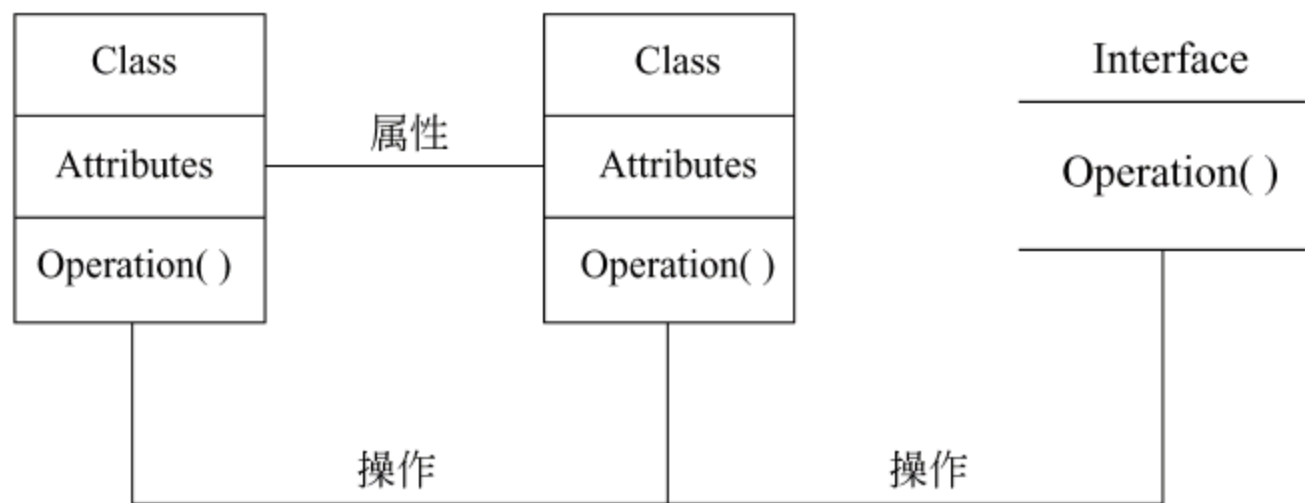 Class
Attributes
Operation( )
属性
Class
Attributes
Operation( )
Interface
Operation( )
操作
操作